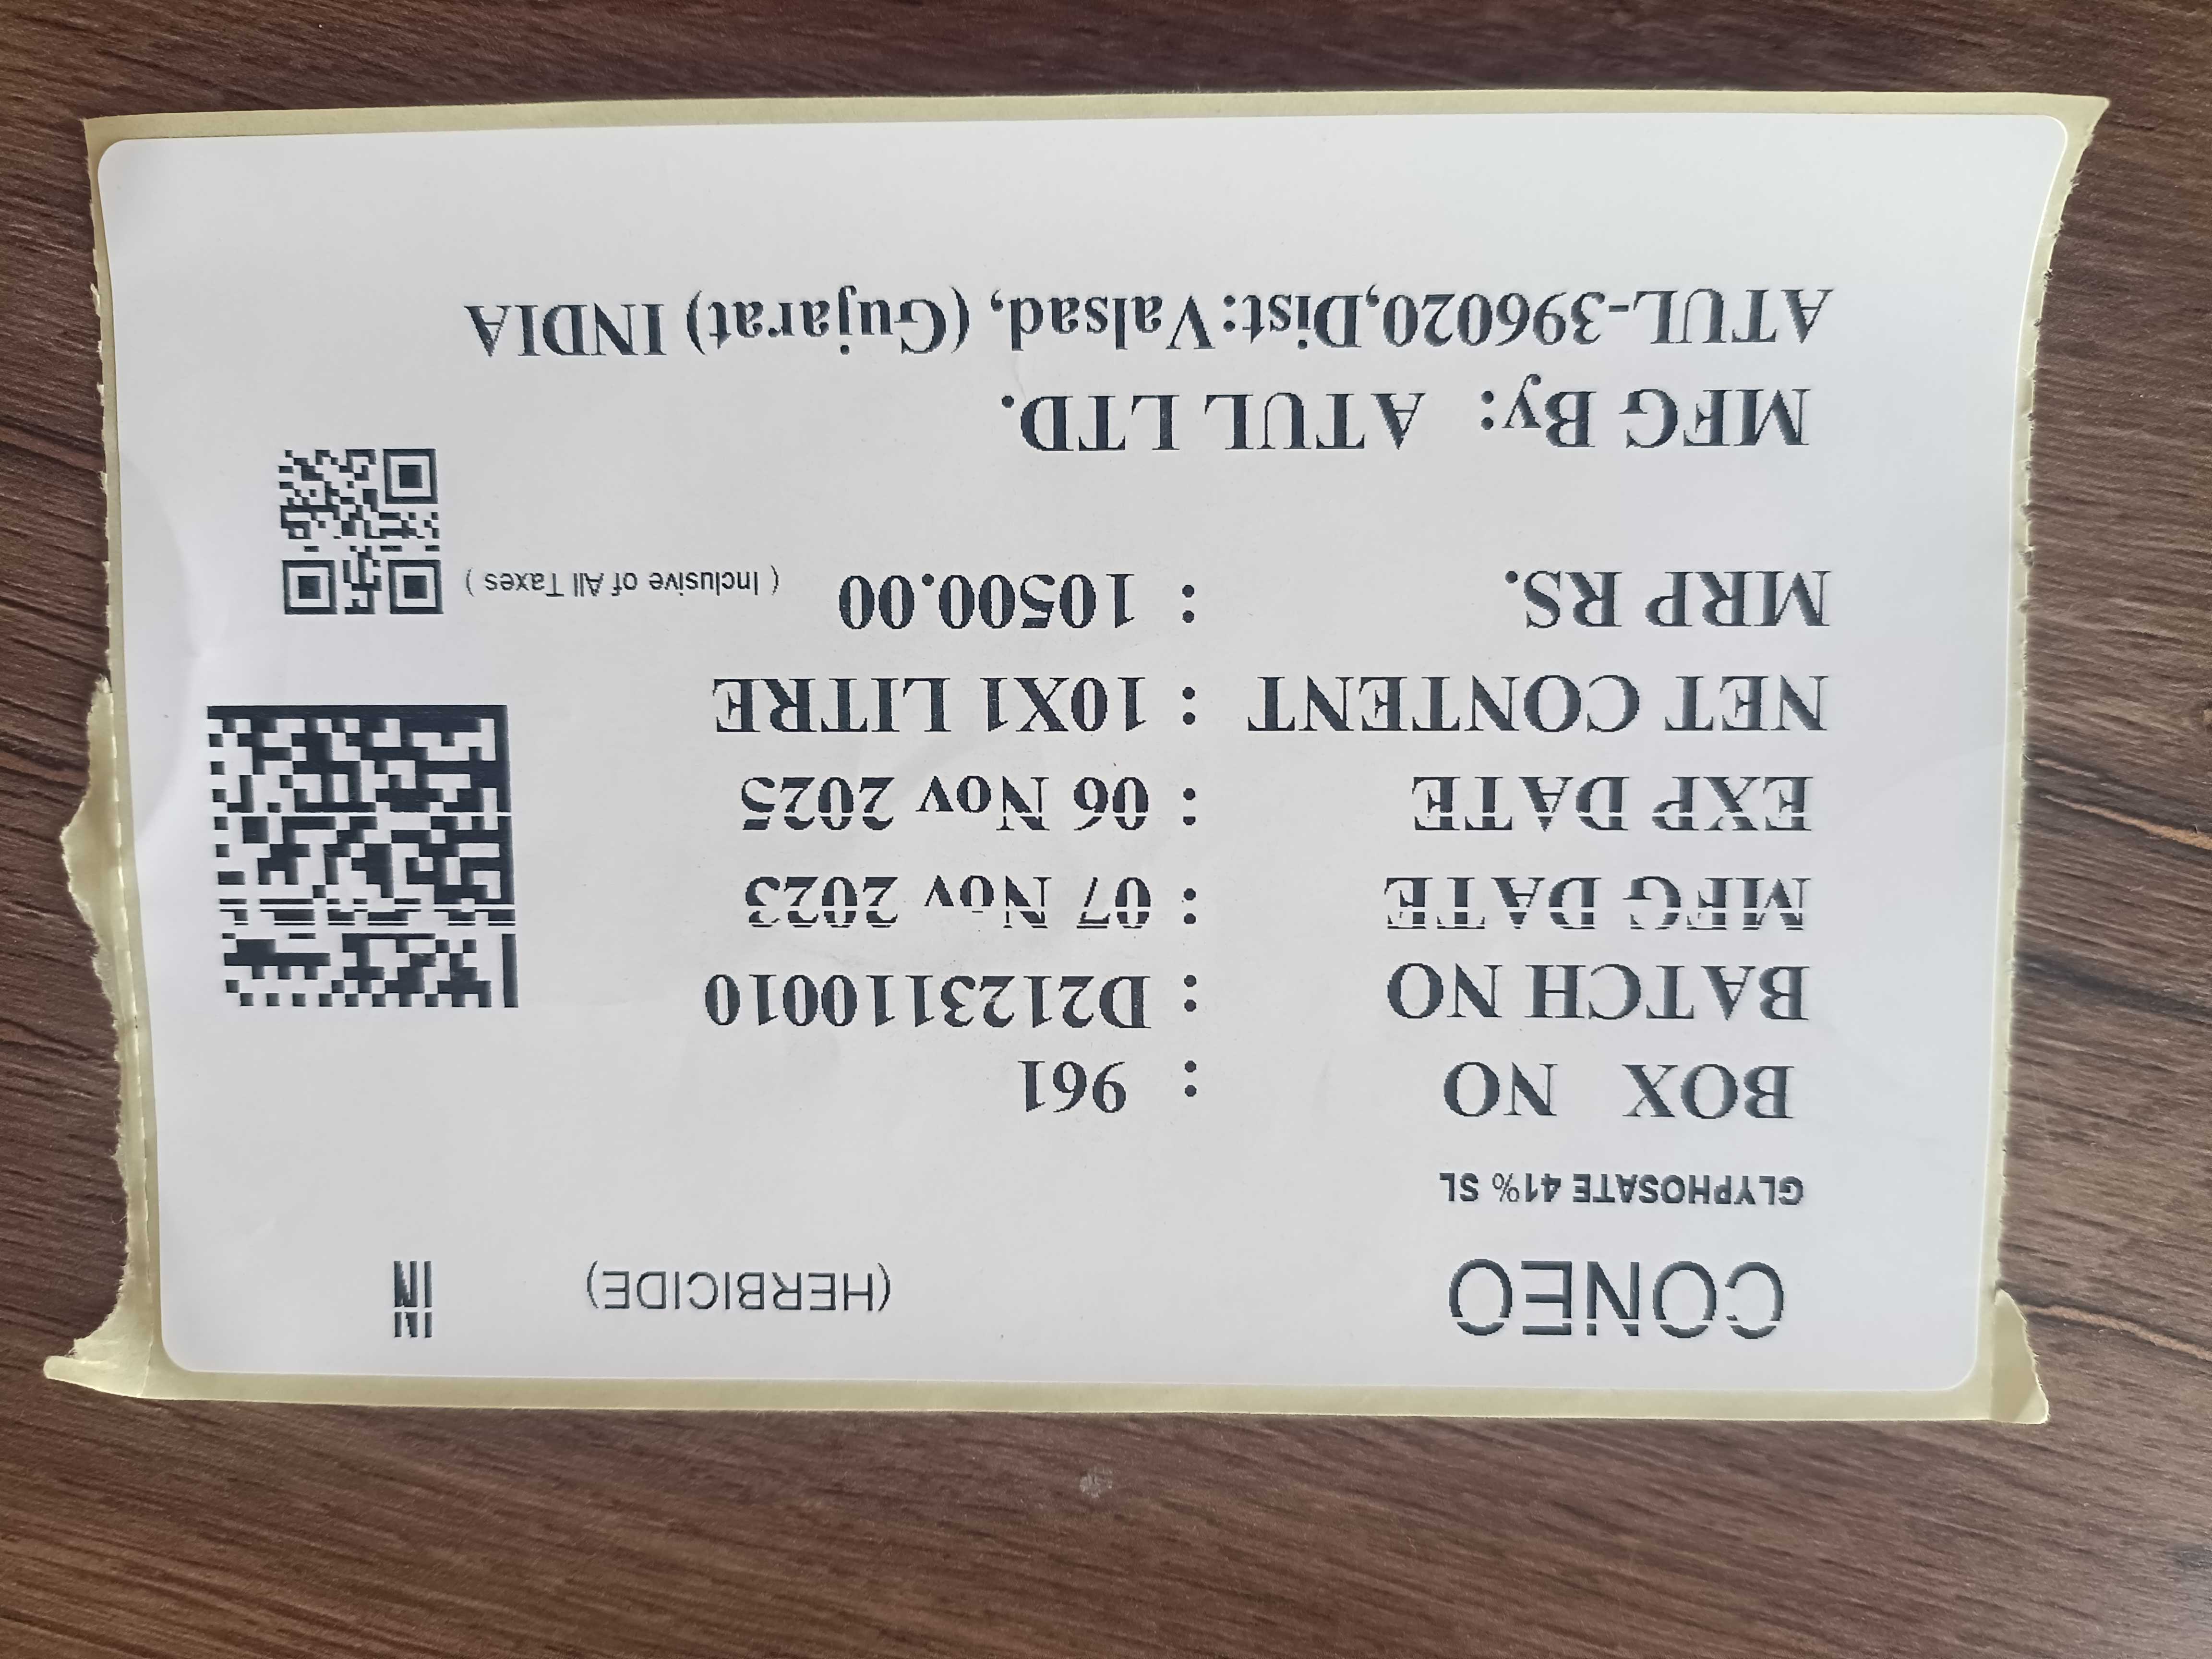 CONEO (HERBICIDE) IN
GLYPHOSATE 41% SL
BOX NO : 961
BATCH NO : D2123110010
MFG DATE : 07 Nov 2023
EXP DATE : 06 Nov 2025
NET CONTENT : 10X1 LITRE
MRP RS. : 10500.00 ( Inclusive of All Taxes )
MFG By: ATUL LTD.
ATUL-396020,Dist:Valsad, (Gujarat) INDIA